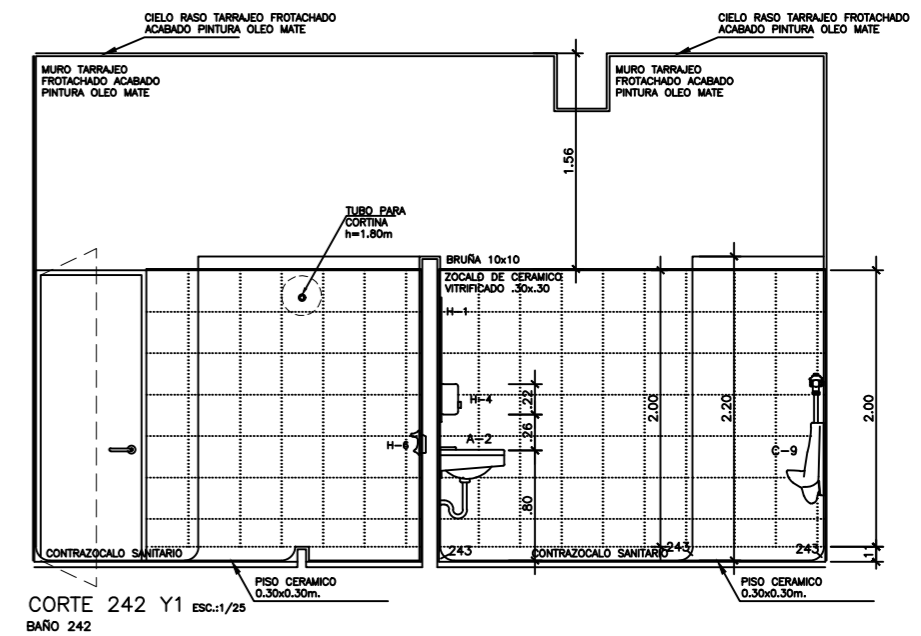 CIELO RASO TARRAJEO FROTACHADO
ACABADO PINTURA OLEO MATE
CIELO RASO TARRAJEO FROTACHADO
ACABADO PINTURA OLEO MATE
MURO TARRAJEO
FROTACHADO ACABADO
PINTURA OLEO MATE
MURO TARRAJEO
FROTACHADO ACABADO
PINTURA OLEO MATE
1.56
TUBO PARA
CORTINA
h=1.80m
BRUÑA 10x10
ZOCALO DE CERAMICO
VITRIFICADO .30x.30
H-1
H-4
.22
.26
2.00
2.20
2.00
H-6
A-2
C-9
.80
CONTRAZOCALO SANITARIO
243
CONTRAZOCALO SANITARIO
243
243
.1
PISO CERAMICO
0.30x0.30m.
PISO CERAMICO
0.30x0.30m.
CORTE 242 Y1 ESC.:1/25
BAÑO 242